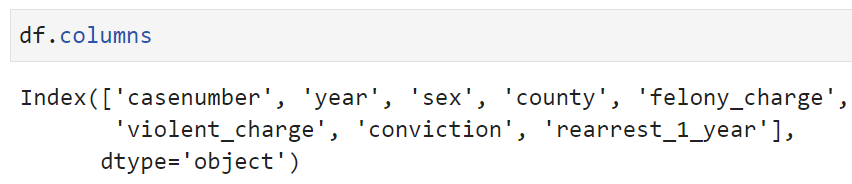 df.columns
Index(['casenumber', 'year', 'sex', 'county', 'felony_charge',
'violent_charge', 'conviction', 'rearrest_1_year'],
dtype='object')